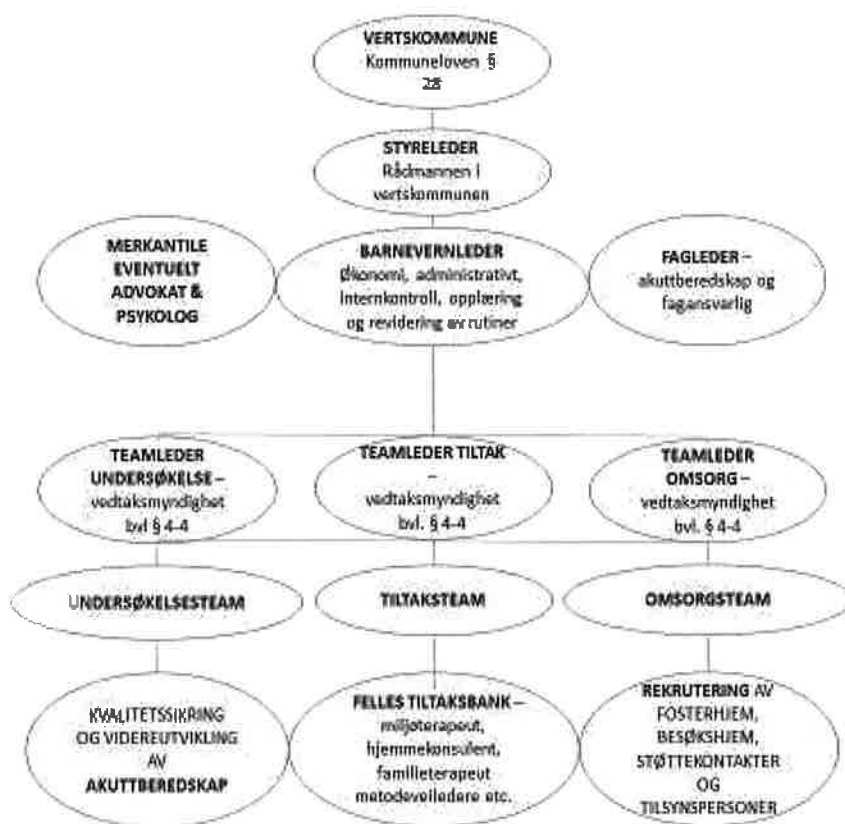 VERTSKOMMUNE
Kommuneloven §
STYRELEDER
Rådmannen i
vertskommunen
MERKANTILE
EVENTUELT
ADVOKAT &
PSYKOLOG
BARNEVERNLEDER
Økonomi, administrativt,
Internkontroll, opplæring
og revidering av rutiner
FAGLEDER –
akuttberedskap og
fagansvarlig
TEAMLEDER
UNDERSØKELSE –
vedtaksmyndighet
bvl § 4-4
TEAMLEDER TILTAK
–
vedtaksmyndighet
bvl. § 4-4
TEAMLEDER
OMSORG –
vedtaksmyndighet
bvl. § 4-4
UNDERSØKELSESTEAM
TILTAKSTEAM
OMSORGSTEAM
KVALITETSSIKRING
OG VIDEREUTVIKLING
AV
AKUTTBEREDSKAP
FELLES TILTAKSBANK –
miljøterapeut,
hjemmekonsulent,
familieterapeut
metodeveiledere etc.
REKRUTERING AV
FOSTERHJEM,
BESØKSHJEM,
STØTTEKONTAKTER
OG
TILSYNSPERSONER